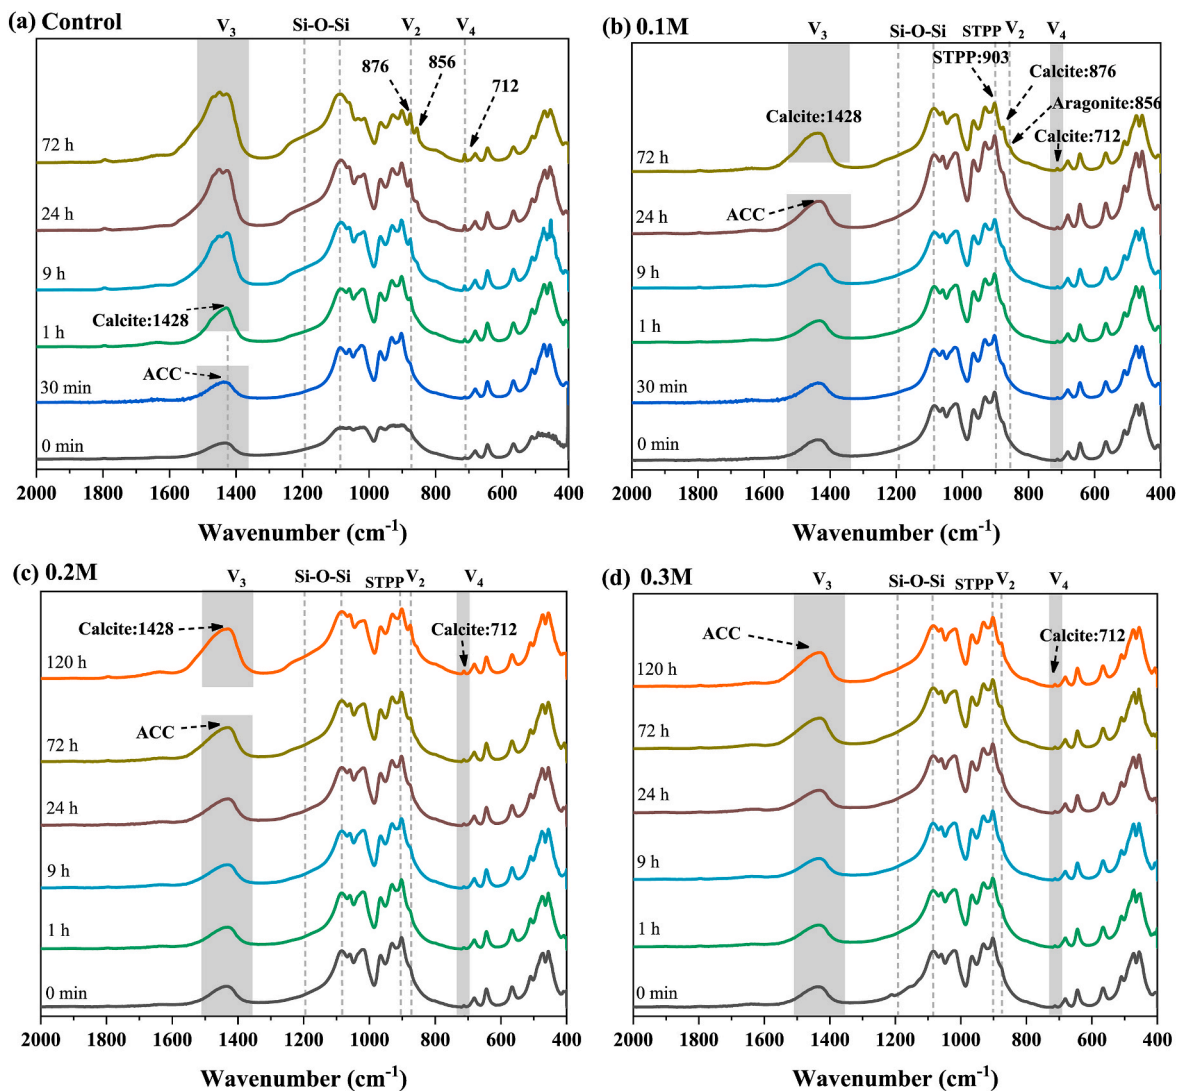 (a) Control
V3 Si-O-Si V2 V4
876 856
712
72 h
24 h
9 h
Calcite:1428
1 h
ACC
30 min
0 min
2000 1800 1600 1400 1200 1000 800 600 400
Wavenumber (cm-1)
(b) 0.1M
V3 Si-O-Si STPP V2 V4
STPP:903
Calcite:876
Aragonite:856
Calcite:1428
Calcite:712
72 h
ACC
24 h
9 h
1 h
30 min
0 min
2000 1800 1600 1400 1200 1000 800 600 400
Wavenumber (cm-1)
(c) 0.2M
V3 Si-O-Si STPP V2 V4
Calcite:1428 Calcite:712
120 h
ACC
72 h
24 h
9 h
1 h
0 min
2000 1800 1600 1400 1200 1000 800 600 400
Wavenumber (cm-1)
(d) 0.3M
V3 Si-O-Si STPP V2 V4
ACC Calcite:712
120 h
72 h
24 h
9 h
1 h
0 min
2000 1800 1600 1400 1200 1000 800 600 400
Wavenumber (cm-1)